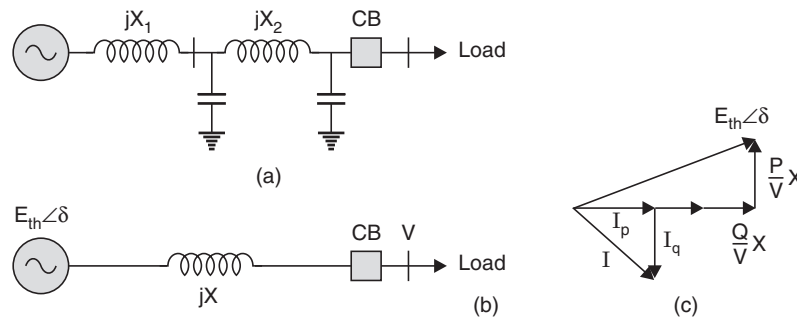 jX1 jX2 CB
Load
(a)
Eth∠δ
CB V
Load
jX
(b)
Eth∠δ
P/V X
Ip
Q/V X
Iq
I
(c)